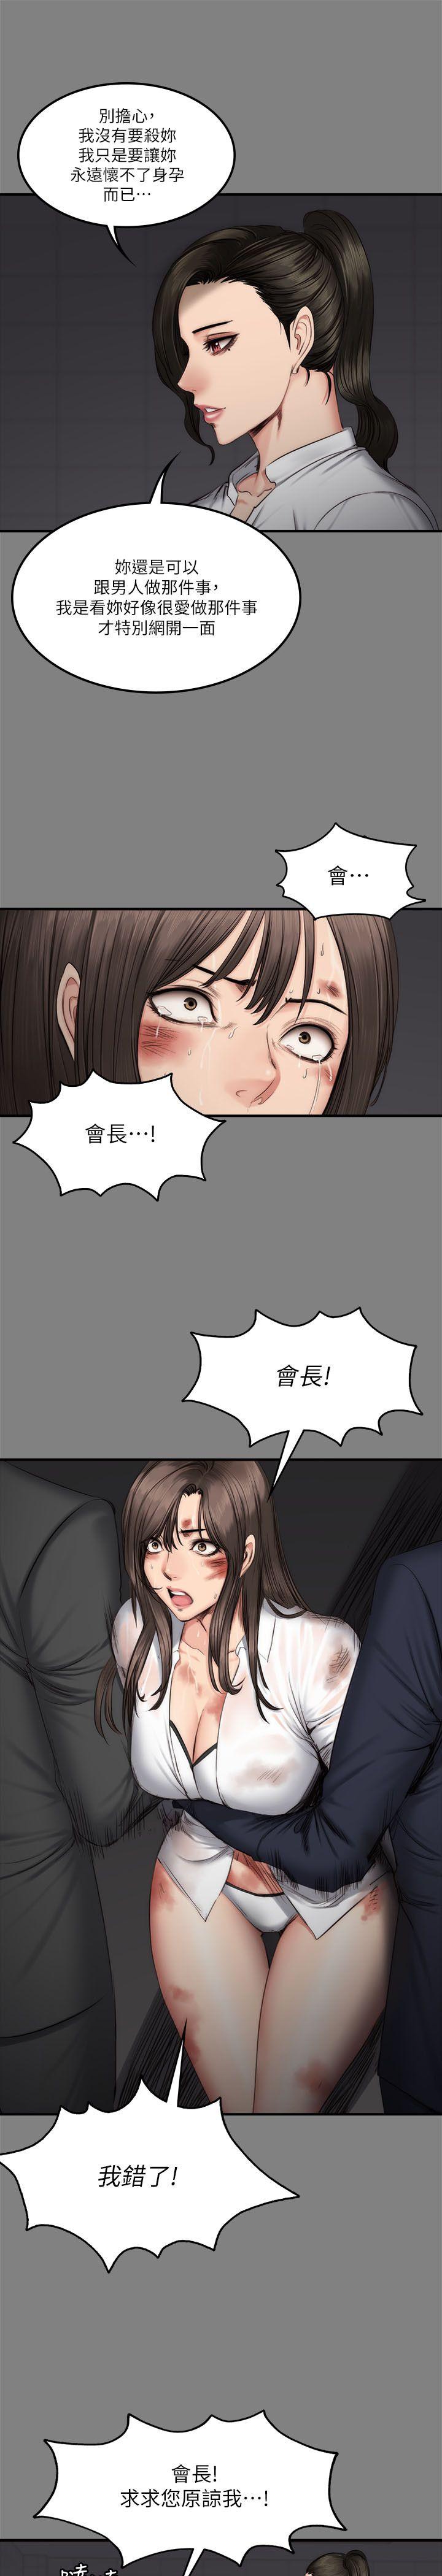 別擔心，
我沒有要殺妳
我只是要讓妳
永遠懷不了身孕
而已…
妳還是可以
跟男人做那件事，
我是看妳好像很愛做那件事
才特別網開一面
會…
會長…!
會長!
我錯了!
會長!
求求您原諒我…!